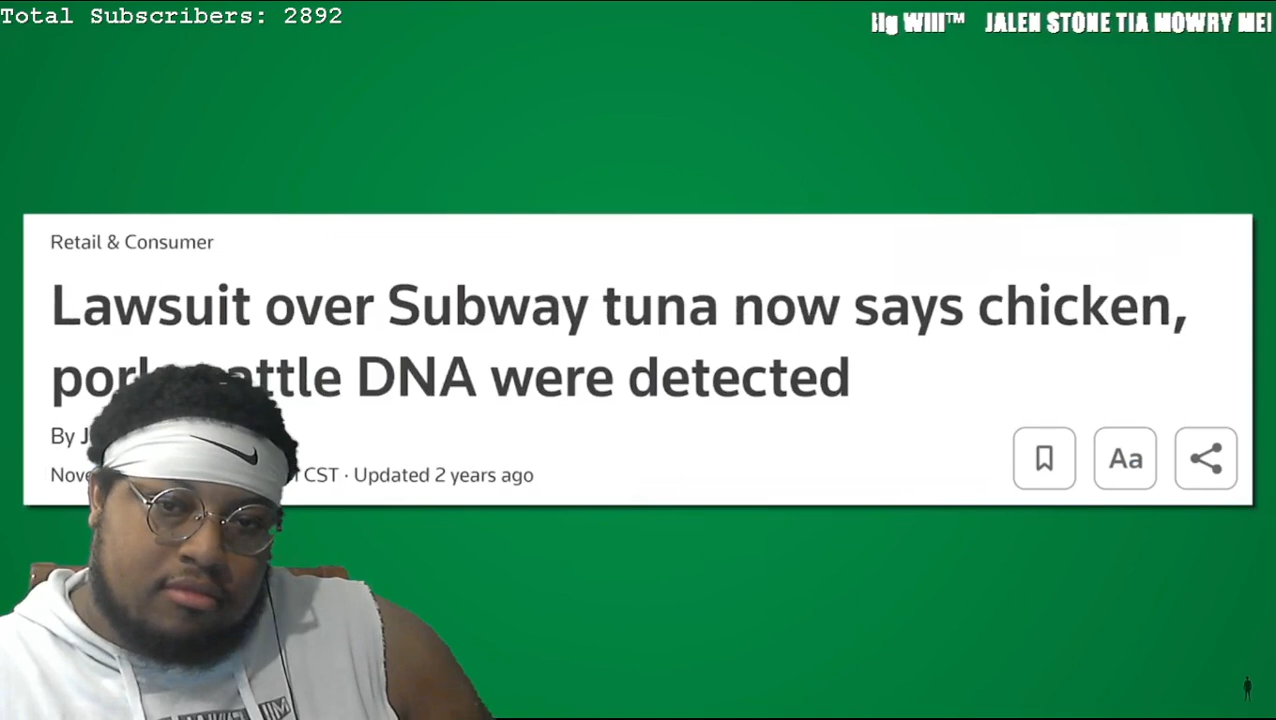 Total Subscribers: 2892
Will™ JALEN STONE TIA MOWRY
Retail & Consumer
Lawsuit over Subway tuna now says chicken,
DNA were detected
By
CST · Updated 2 years ago
Aa